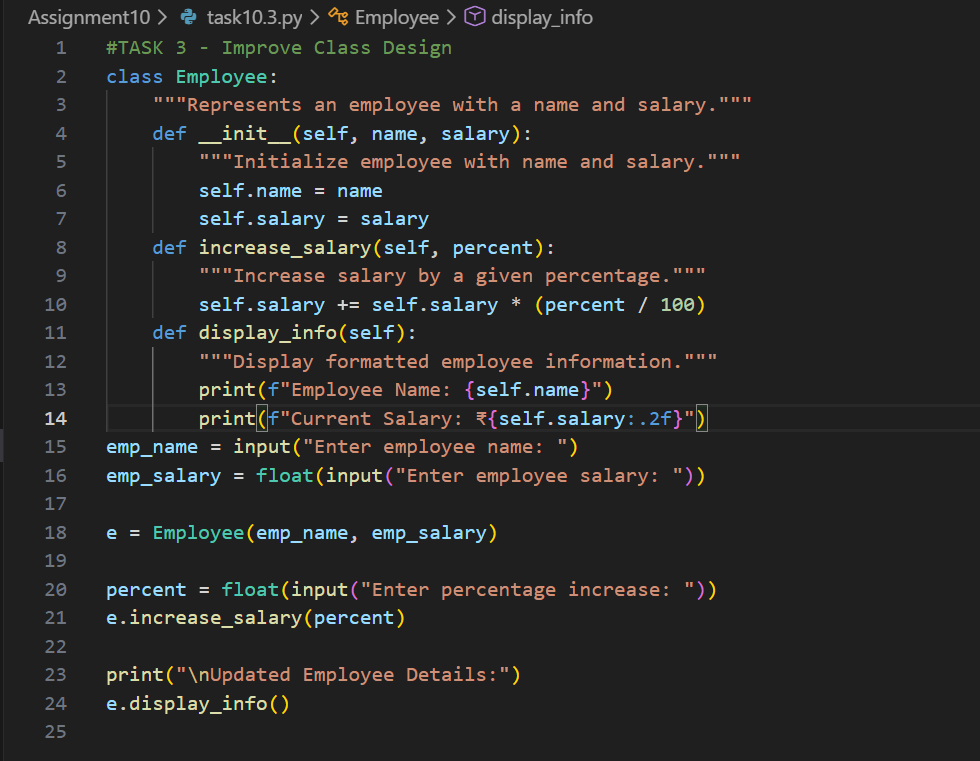 Assignment10 > task10.3.py > Employee > display_info
1 #TASK 3 - Improve Class Design
2 class Employee:
3     """Represents an employee with a name and salary."""
4     def __init__(self, name, salary):
5         """Initialize employee with name and salary."""
6         self.name = name
7         self.salary = salary
8     def increase_salary(self, percent):
9         """Increase salary by a given percentage."""
10         self.salary += self.salary * (percent / 100)
11     def display_info(self):
12         """Display formatted employee information."""
13         print(f"Employee Name: {self.name}")
14         print(f"Current Salary: ₹{self.salary:.2f}")
15 emp_name = input("Enter employee name: ")
16 emp_salary = float(input("Enter employee salary: "))
17
18 e = Employee(emp_name, emp_salary)
19
20 percent = float(input("Enter percentage increase: "))
21 e.increase_salary(percent)
22
23 print("\nUpdated Employee Details:")
24 e.display_info()
25